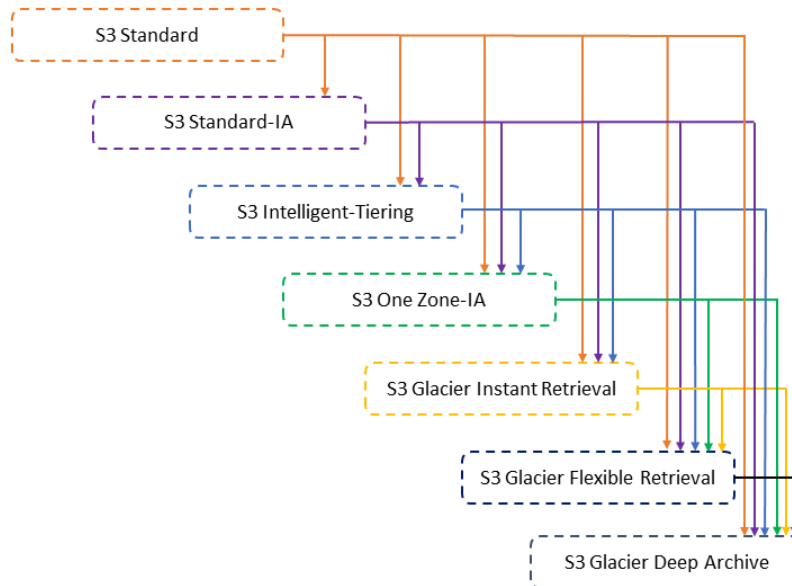 S3 Standard
S3 Standard-IA
S3 Intelligent-Tiering
S3 One Zone-IA
S3 Glacier Instant Retrieval
S3 Glacier Flexible Retrieval
S3 Glacier Deep Archive